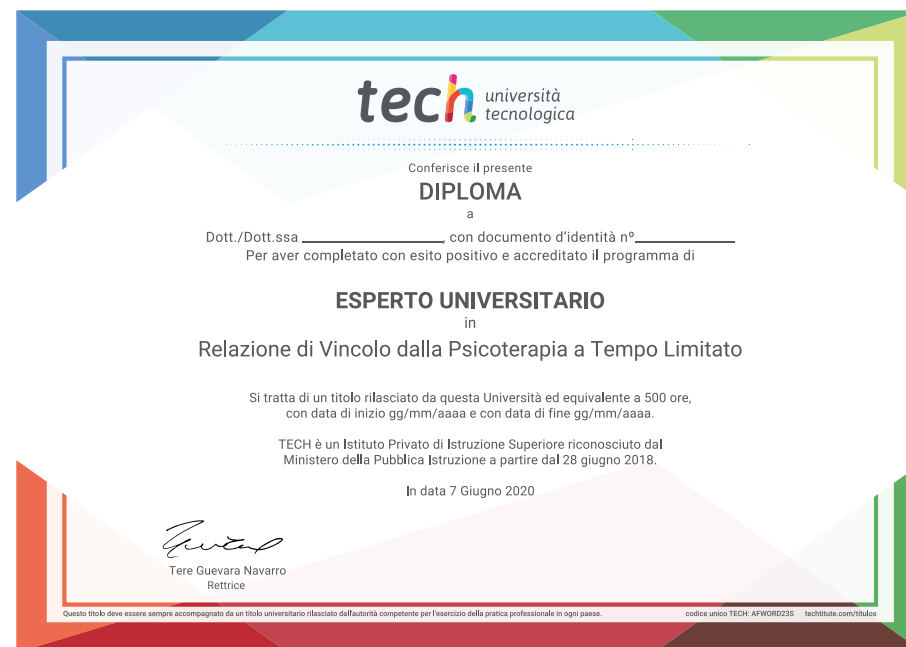 tech università
tecnologica
Conferisce il presente
DIPLOMA
a
Dott./Dott.ssa ________________, con documento d'identità nº____________
Per aver completato con esito positivo e accreditato il programma di
ESPERTO UNIVERSITARIO
in
Relazione di Vincolo dalla Psicoterapia a Tempo Limitato
Si tratta di un titolo rilasciato da questa Università ed equivalente a 500 ore,
con data di inizio gg/mm/aaaa e con data di fine gg/mm/aaaa.
TECH è un Istituto Privato di Istruzione Superiore riconosciuto dal
Ministero della Pubblica Istruzione a partire dal 28 giugno 2018.
In data 7 Giugno 2020
Tere Guevara Navarro
Rettrice
Questo titolo deve essere sempre accompagnato da un titolo universitario rilasciato dall'autorità competente per l'esercizio della pratica professionale in ogni paese. codice unico TECH: AFWORD23S techtitute.com/títulos